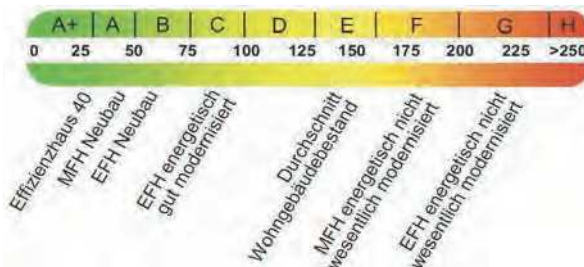 A+ A B C D E F G H
0 25 50 75 100 125 150 175 200 225 >250
Effizienzhaus 40
MFH Neubau
EFH Neubau
EFH energetisch
gut modernisiert
Durchschnitt
Wohngebäudebestand
MFH energetisch nicht
wesentlich modernisiert
EFH energetisch nicht
wesentlich modernisiert